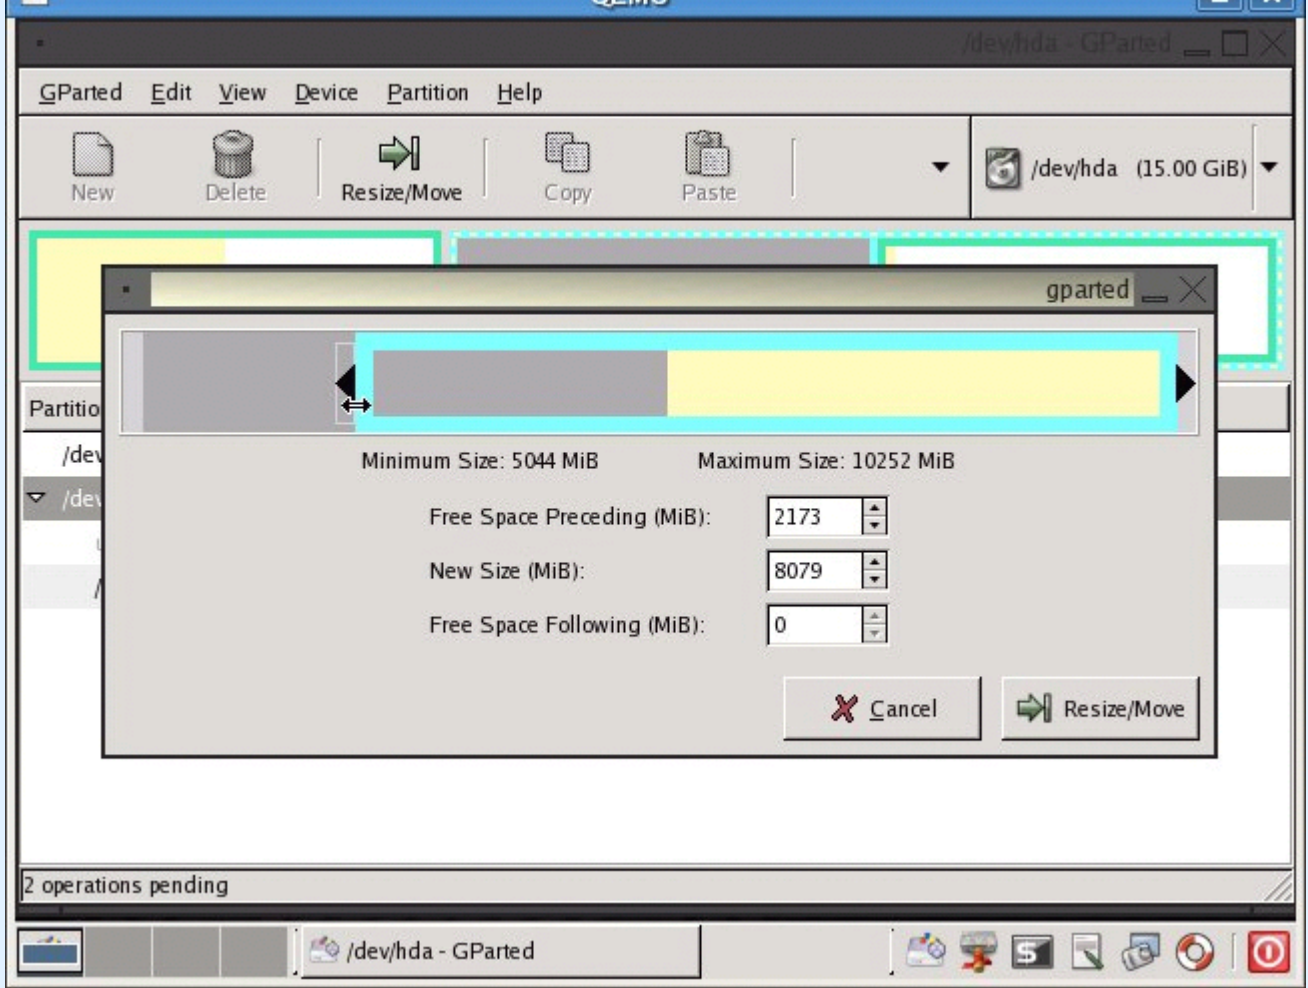 QEMU
/dev/hda - GParted
GParted Edit View Device Partition Help
New Delete Resize/Move Copy Paste /dev/hda (15.00 GiB)
gparted
Partitio
/dev
/dev
Minimum Size: 5044 MiB Maximum Size: 10252 MiB
Free Space Preceding (MiB): 2173
New Size (MiB): 8079
Free Space Following (MiB): 0
Cancel Resize/Move
2 operations pending
/dev/hda - GParted